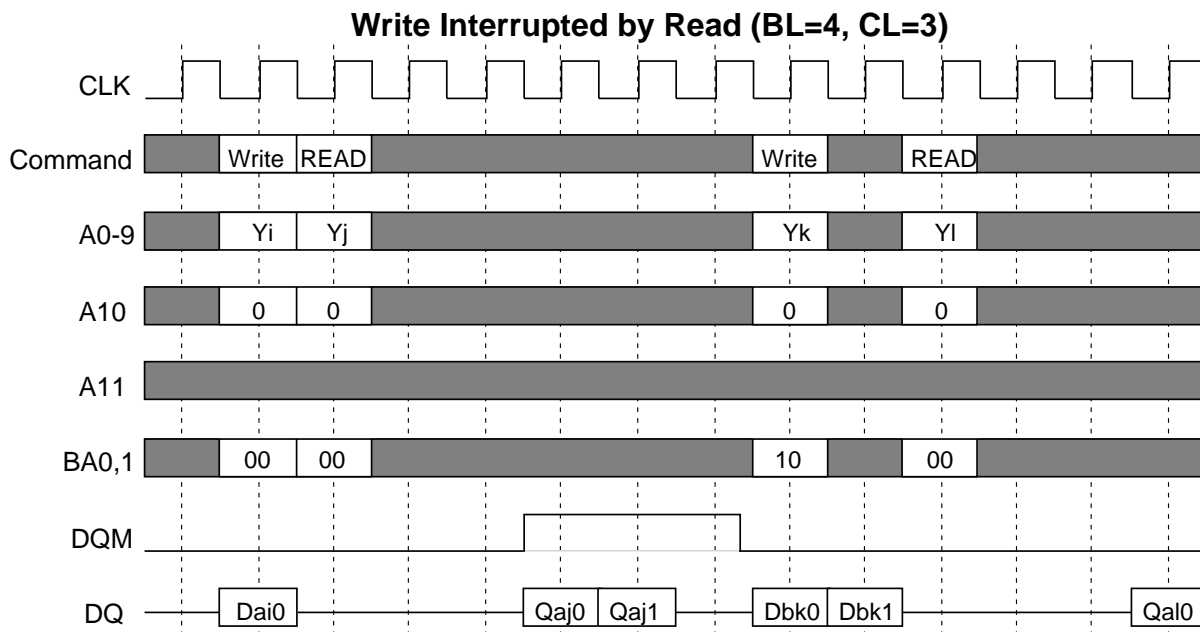 Write Interrupted by Read (BL=4, CL=3)
CLK
Command Write READ Write READ
A0-9 Yi Yj Yk Yl
A10 0 0 0 0
A11
BA0,1 00 00 10 00
DQM
DQ Dai0 Qaj0 Qaj1 Dbk0 Dbk1 Qal0